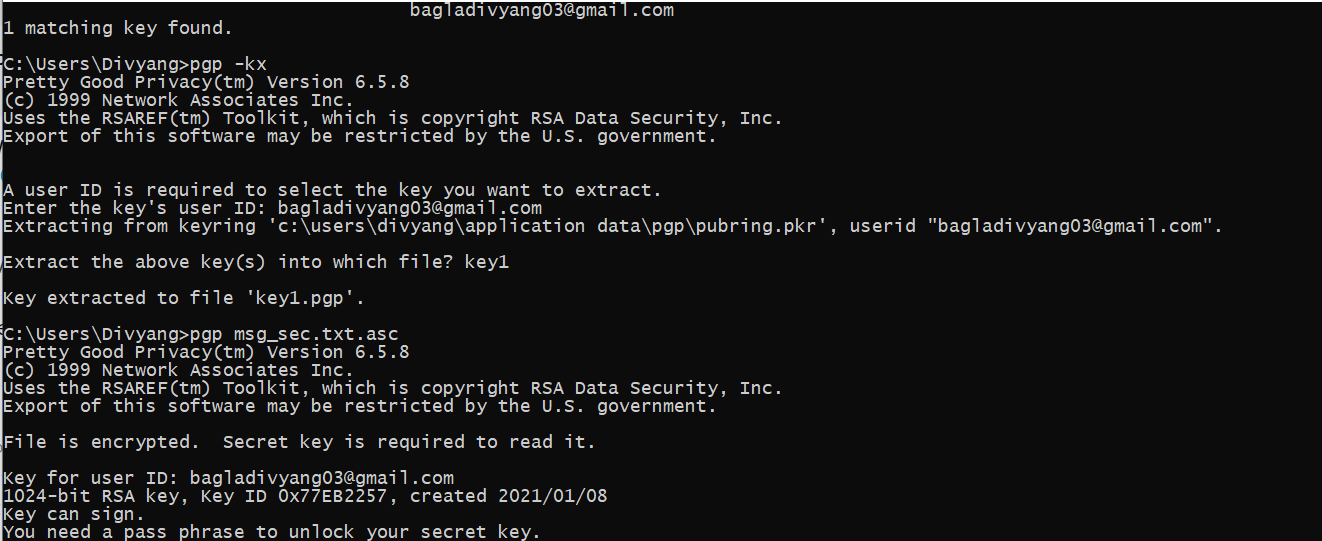 bagladivyang03@gmail.com
1 matching key found.
C:\Users\Divyang>pgp -kx
Pretty Good Privacy(tm) Version 6.5.8
(c) 1999 Network Associates Inc.
Uses the RSAREF(tm) Toolkit, which is copyright RSA Data Security, Inc.
Export of this software may be restricted by the U.S. government.
A user ID is required to select the key you want to extract.
Enter the key's user ID: bagladivyang03@gmail.com
Extracting from keyring 'c:\users\divyang\application data\pgp\pubring.pkr', userid "bagladivyang03@gmail.com".
Extract the above key(s) into which file? key1
Key extracted to file 'key1.pgp'.
C:\Users\Divyang>pgp msg_sec.txt.asc
Pretty Good Privacy(tm) Version 6.5.8
(c) 1999 Network Associates Inc.
Uses the RSAREF(tm) Toolkit, which is copyright RSA Data Security, Inc.
Export of this software may be restricted by the U.S. government.
File is encrypted.  Secret key is required to read it.
Key for user ID: bagladivyang03@gmail.com
1024-bit RSA key, Key ID 0x77EB2257, created 2021/01/08
Key can sign.
You need a pass phrase to unlock your secret key.